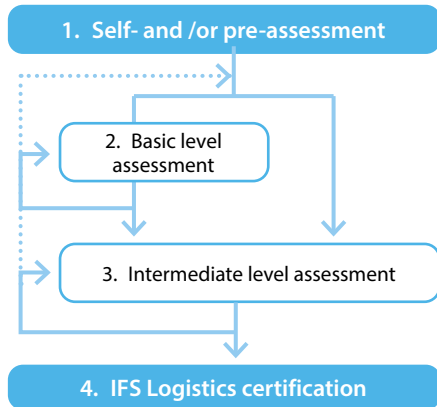 1. Self- and /or pre-assessment
2. Basic level
assessment
3. Intermediate level assessment
4. IFS Logistics certification